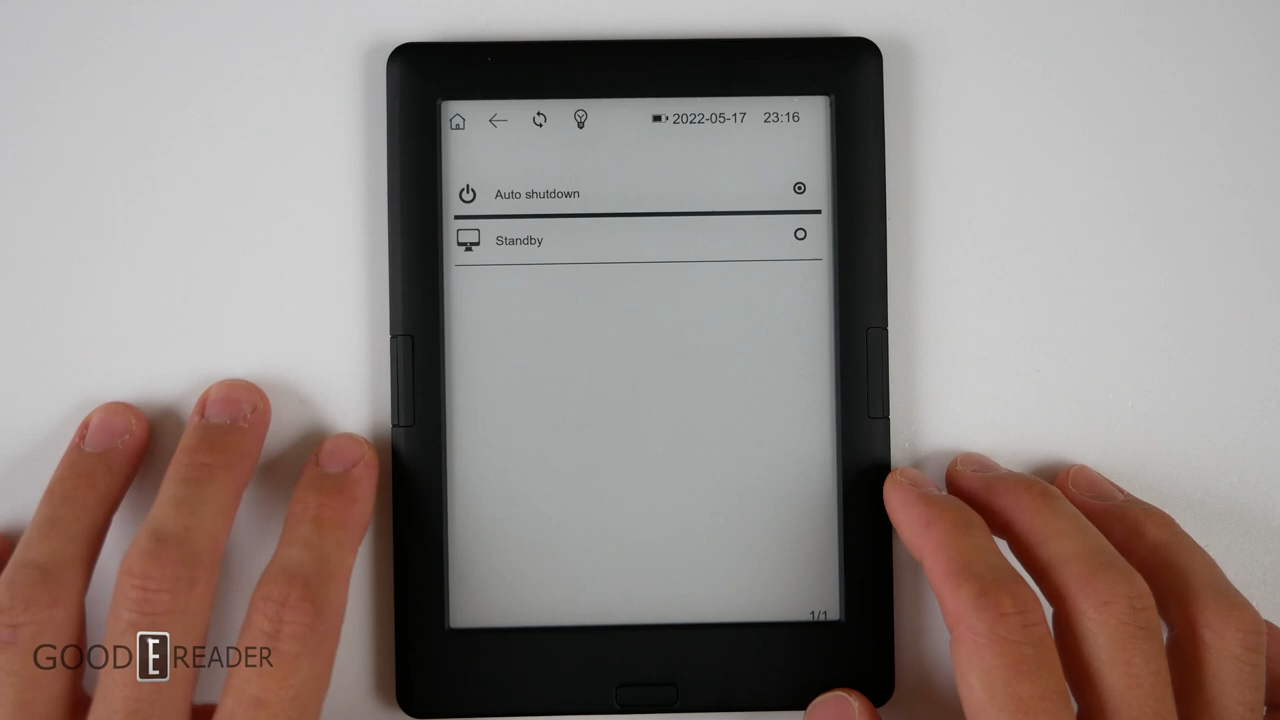 2022-05-17 23:16
Auto shutdown
Standby
1/1
GOOD E READER